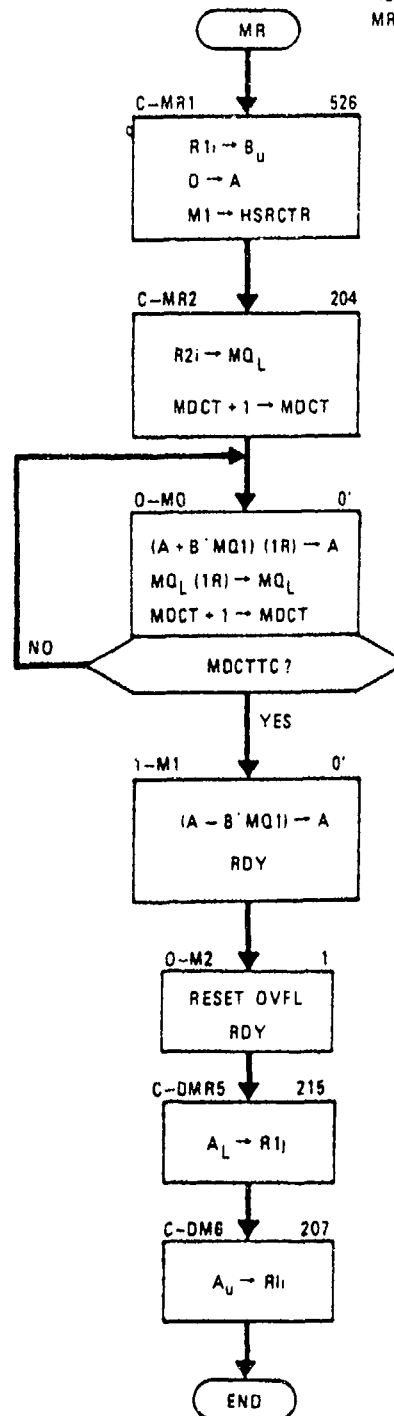 MR
MR
C-MR1 526
R1i → Bu
0 → A
M1 → HSRCTR
C-MR2 204
R2i → MQL
MDCT + 1 → MDCT
0-M0 0'
(A + B·MQ1) (1R) → A
MQL (1R) → MQL
MDCT + 1 → MDCT
NO MDCTTC?
YES
1-M1 0'
(A - B·MQ1) → A
RDY
0-M2 1
RESET OVFL
RDY
C-DMR5 215
AL → R1j
C-DM6 207
Au → R1i
END